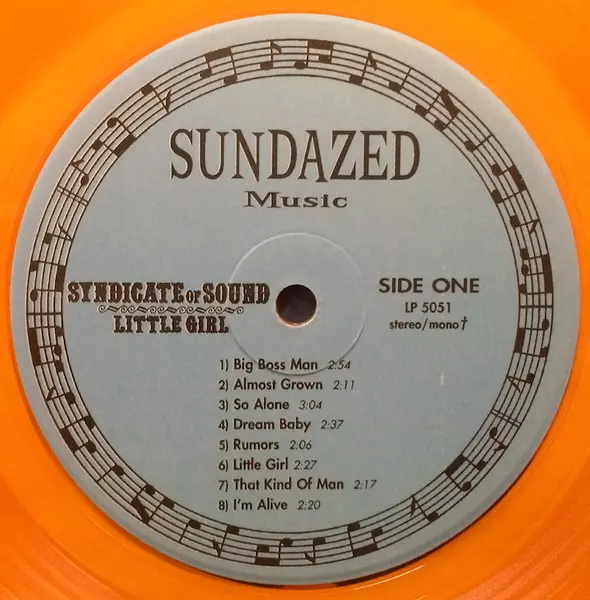 SUNDAZED
Music
SYNDICATE OF SOUND
LITTLE GIRL
SIDE ONE
LP 5051
stereo/mono†
1) Big Boss Man 2:54
2) Almost Grown 2:11
3) So Alone 3:04
4) Dream Baby 2:37
5) Rumors 2:06
6) Little Girl 2:27
7) That Kind Of Man 2:17
8) I'm Alive 2:20